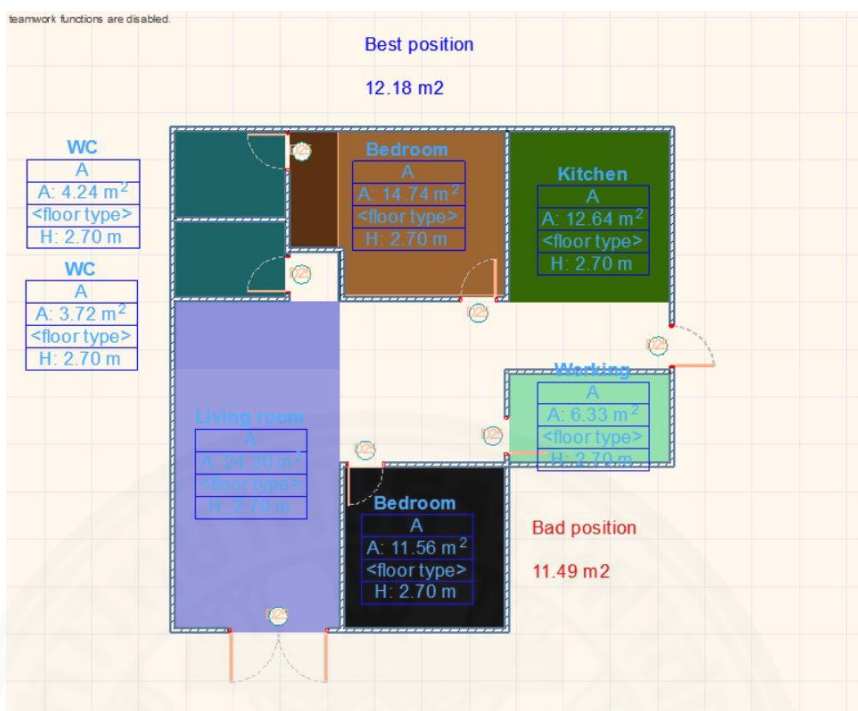 teamwork functions are disabled.
Best position
12.18 m2
WC
A
A: 4.24 m2
<floor type>
H: 2.70 m
WC
A
A: 3.72 m2
<floor type>
H: 2.70 m
Bedroom
A
A: 14.74 m2
<floor type>
H: 2.70 m
Kitchen
A
A: 12.64 m2
<floor type>
H: 2.70 m
Working
A
A: 6.33 m2
<floor type>
H: 2.70 m
Living room
A
A: 24.30 m2
<floor type>
H: 2.70 m
Bedroom
A
A: 11.56 m2
<floor type>
H: 2.70 m
Bad position
11.49 m2